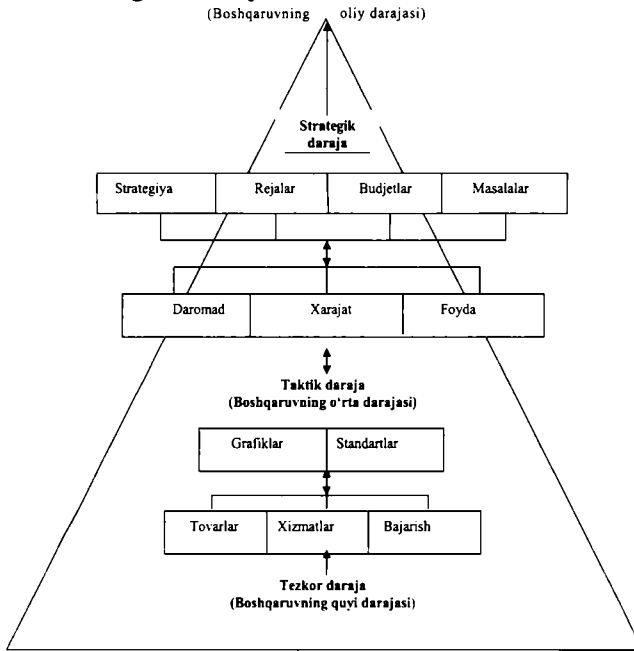 (Boshqaruvning oliy darajasi)
Strategik
daraja
Strategiya Rejalar Budjetlar Masalalar
Daromad Xarajat Foyda
Taktik daraja
(Boshqaruvning o‘rta darajasi)
Grafiklar Standartlar
Tovarlar Xizmatlar Bajarish
Tezkor daraja
(Boshqaruvning quyi darajasi)